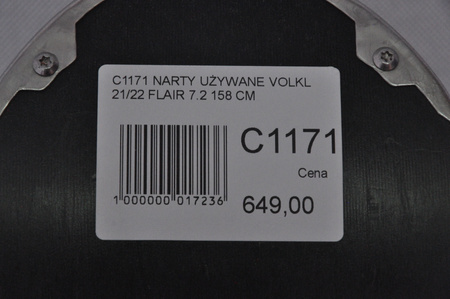 C1171 NARTY UŻYWANE VOLKL
21/22 FLAIR 7.2 158 CM
C1171
Cena
1 000000 017236
649,00